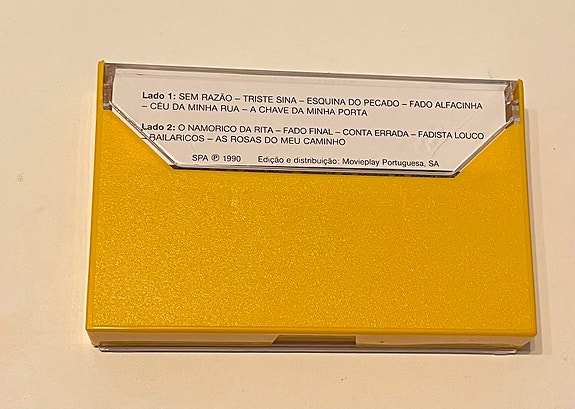 Lado 1: SEM RAZÃO – TRISTE SINA – ESQUINA DO PECADO – FADO ALFACINHA
– CÉU DA MINHA RUA – A CHAVE DA MINHA PORTA
Lado 2: O NAMORICO DA RITA – FADO FINAL – CONTA ERRADA – FADISTA LOUCO
– BAILARICOS – AS ROSAS DO MEU CAMINHO
SPA ℗ 1990 Edição e distribuição: Movieplay Portuguesa, SA